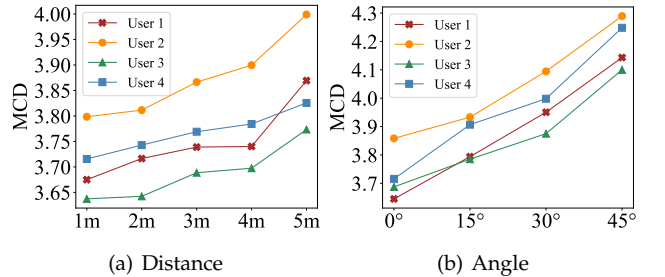 4.00
3.95
3.90
3.85
3.80
3.75
3.70
3.65
MCD
User 1
User 2
User 3
User 4
1m 2m 3m 4m 5m
(a) Distance
4.3
4.2
4.1
4.0
3.9
3.8
3.7
MCD
User 1
User 2
User 3
User 4
0° 15° 30° 45°
(b) Angle